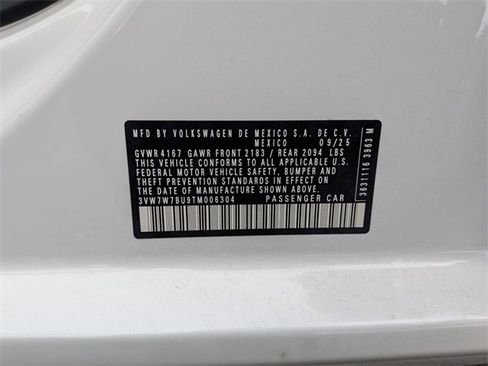 MFD BY VOLKSWAGEN DE MEXICO S.A. DE C.V.
MEXICO 09/25
GVWR 4167 GAWR FRONT 2183 / REAR 2094 LBS
THIS VEHICLE CONFORMS TO ALL APPLICABLE U.S.
FEDERAL MOTOR VEHICLE SAFETY, BUMPER AND
THEFT PREVENTION STANDARDS IN EFFECT ON THE
DATE OF MANUFACTURE SHOWN ABOVE
3VW7W7BU9TM006304 PASSENGER CAR
3631116 3963 M